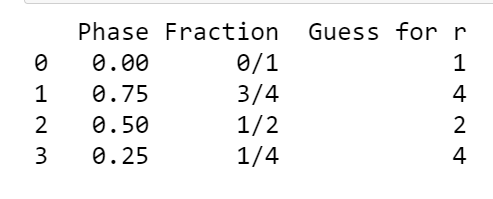 Phase Fraction Guess for r
0 0.00 0/1 1
1 0.75 3/4 4
2 0.50 1/2 2
3 0.25 1/4 4